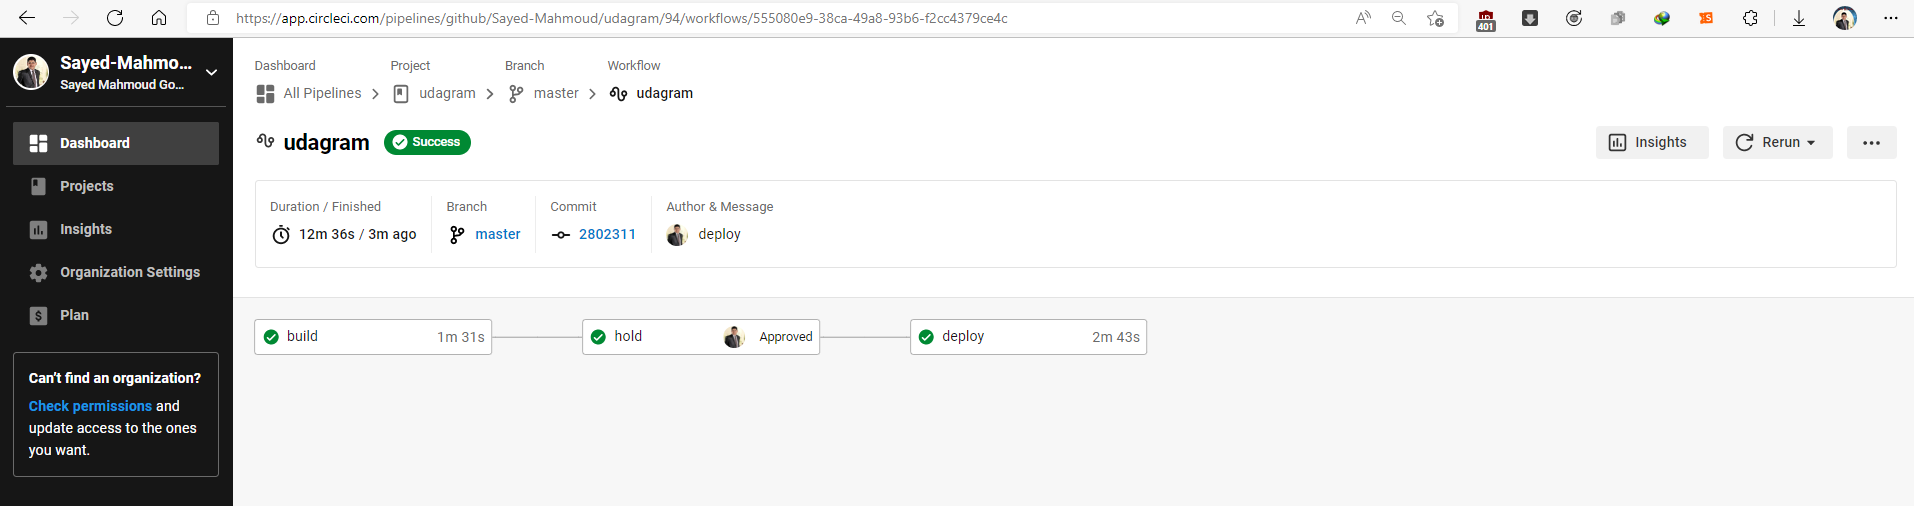 https://app.circleci.com/pipelines/github/Sayed-Mahmoud/udagram/94/workflows/555080e9-38ca-49a8-93b6-f2cc4379ce4c
401
Sayed-Mahmo...
Sayed Mahmoud Go...
Dashboard
Projects
Insights
Organization Settings
Plan
Can't find an organization?
Check permissions and
update access to the ones
you want.
Dashboard Project Branch Workflow
All Pipelines udagram master udagram
udagram Success
Insights Rerun
Duration / Finished Branch Commit Author & Message
12m 36s / 3m ago master 2802311 deploy
build 1m 31s hold Approved deploy 2m 43s